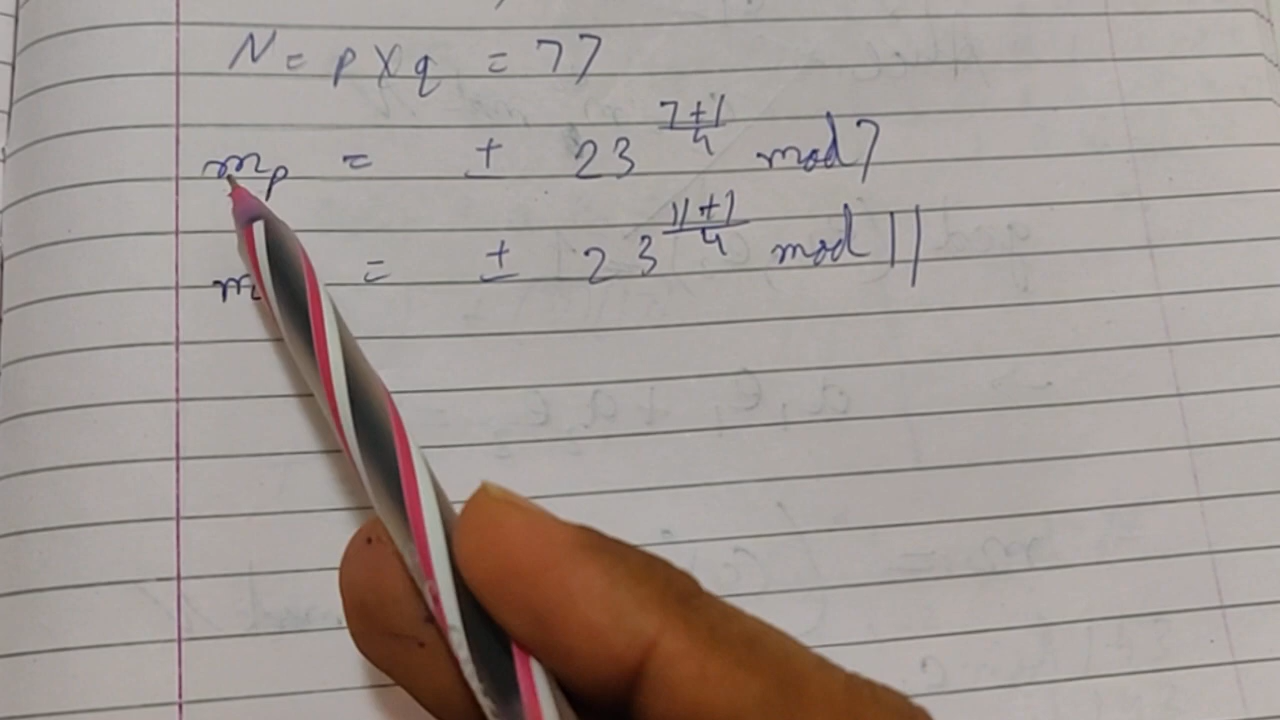 N = p X q = 77
mp = ± 23^(7+1)/4 mod 7
m = ± 23^(11+1)/4 mod 11